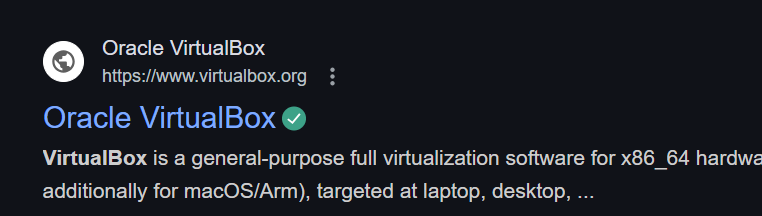 Oracle VirtualBox
https://www.virtualbox.org
Oracle VirtualBox
VirtualBox is a general-purpose full virtualization software for x86_64 hardwa
additionally for macOS/Arm), targeted at laptop, desktop, ...